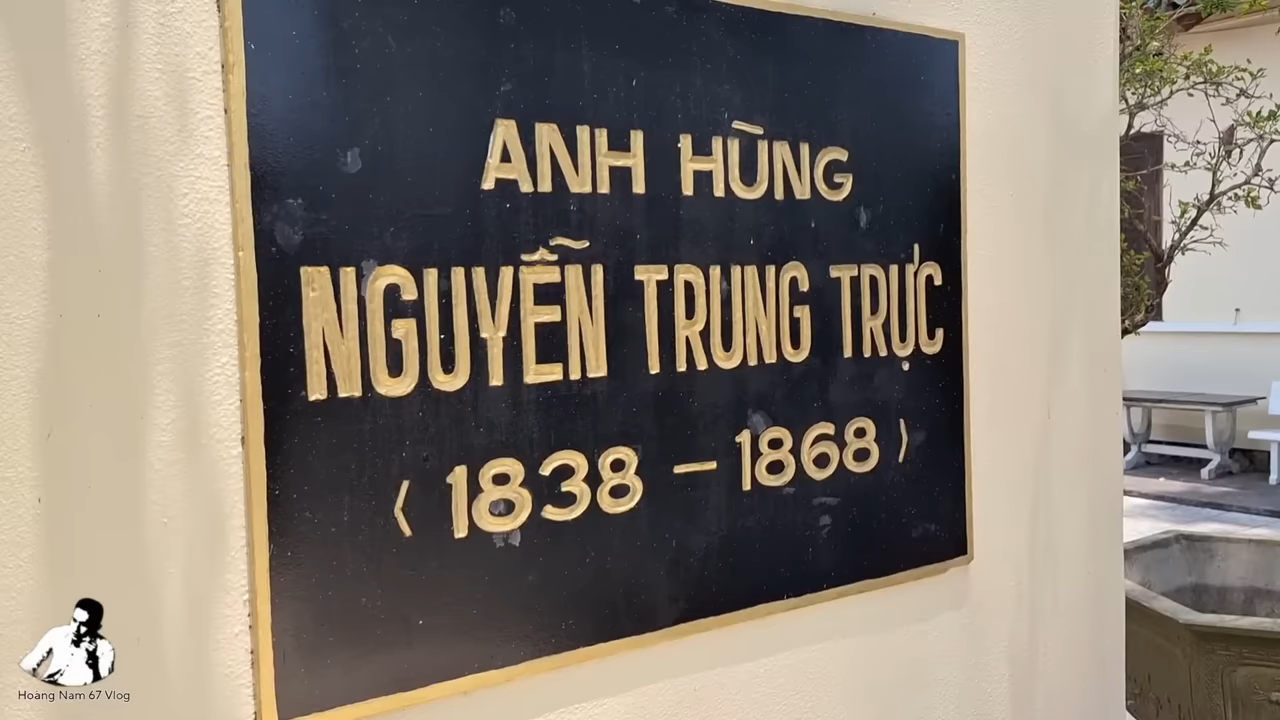 ANH HÙNG
NGUYỄN TRUNG TRỰC
(1838 – 1868)
Hoàng Nam 67 Vlog